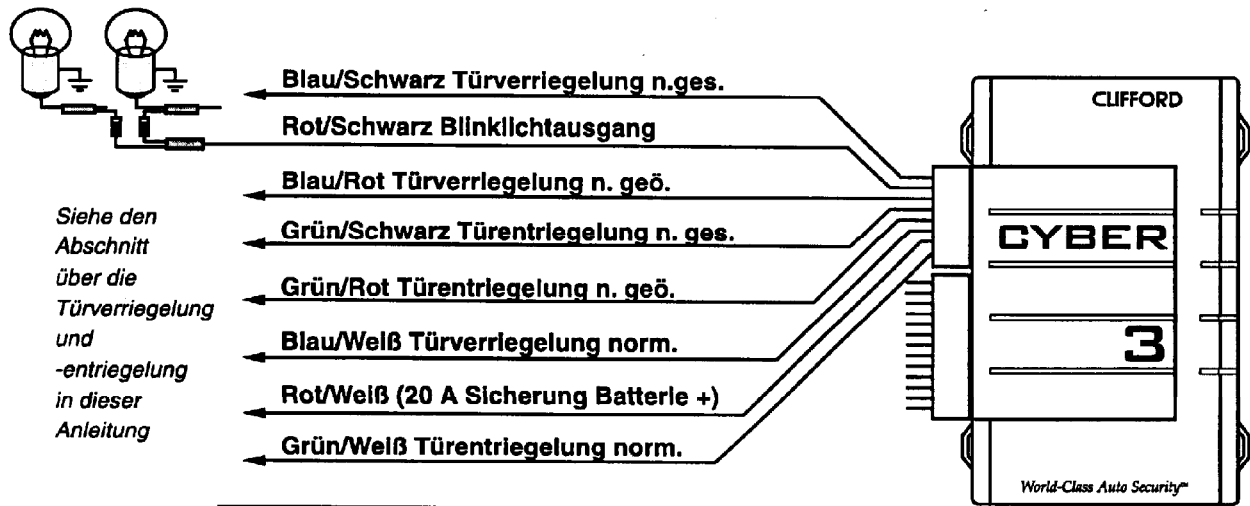 Blau/Schwarz Türverriegelung n.ges.
Rot/Schwarz Blinklichtausgang
Blau/Rot Türverriegelung n. geö.
Grün/Schwarz Türentriegelung n. ges.
Grün/Rot Türentriegelung n. geö.
Blau/Weiß Türverriegelung norm.
Rot/Weiß (20 A Sicherung Batterie +)
Grün/Weiß Türentriegelung norm.
Siehe den
Abschnitt
über die
Türverriegelung
und
-entriegelung
in dieser
Anleitung
CLIFFORD
CYBER
3
World-Class Auto Security℠